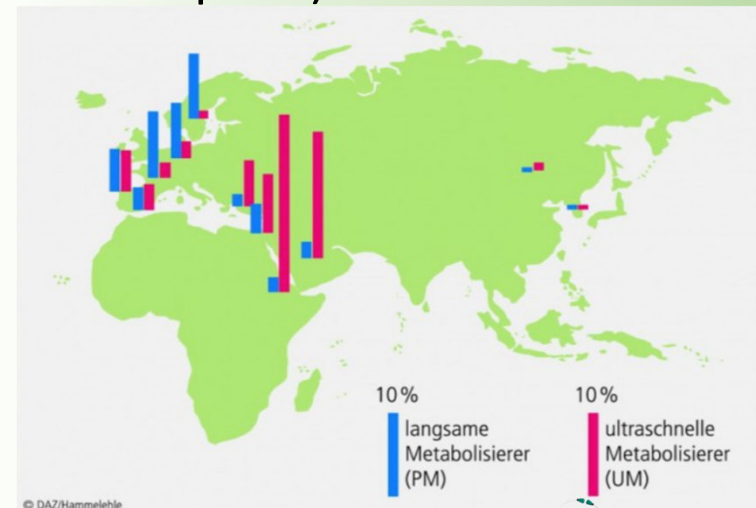 10 %
langsame
Metabolisierer
(PM)
10 %
ultraschnelle
Metabolisierer
(UM)
© DAZ/Hammelehle